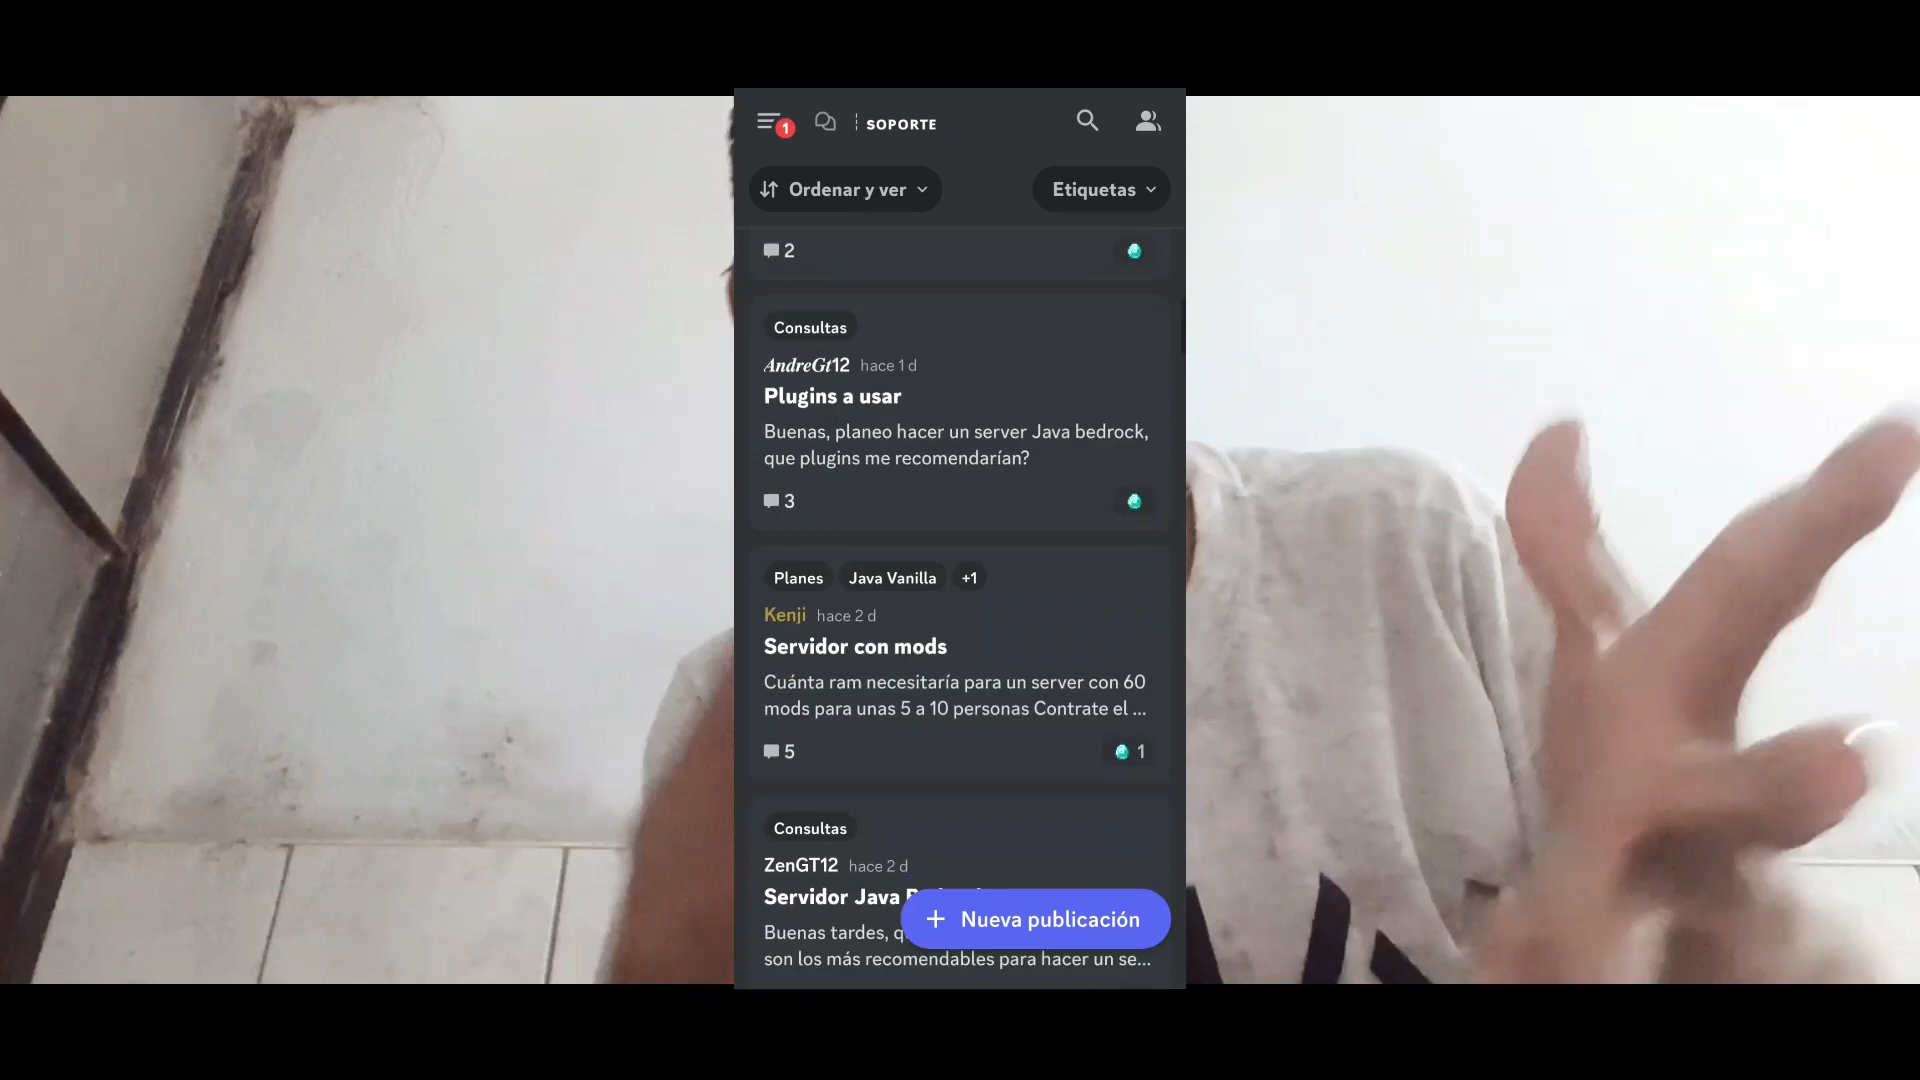 1
SOPORTE
Ordenar y ver
Etiquetas
2
Consultas
AndreGt12 hace 1 d
Plugins a usar
Buenas, planeo hacer un server Java bedrock,
que plugins me recomendarían?
3
Planes Java Vanilla +1
Kenji hace 2 d
Servidor con mods
Cuánta ram necesitaría para un server con 60
mods para unas 5 a 10 personas Contrate el ...
5 1
Consultas
ZenGT12 hace 2 d
Servidor Java
+ Nueva publicación
Buenas tardes,
son los más recomendables para hacer un se...